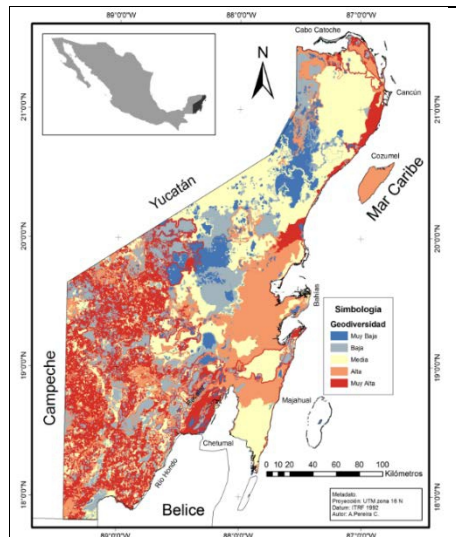 89°0'0"W
88°0'0"W
87°0'0"W
Cabo Catoche
N
Cancún
21°0'0"N
21°0'0"N
Cozumel
Yucatán
Mar Caribe
20°0'0"N
20°0'0"N
Bahías
Simbología
Geodiversidad
Muy Baja
Baja
Media
Alta
Muy Alta
19°0'0"N
19°0'0"N
Campeche
Majahual
Chetumal
Río Hondo
0 10 20 40 60 80 100
Kilómetros
18°0'0"N
18°0'0"N
Belice
Metadato:
Proyección: UTM zona 16 N
Datum: ITRF 1992
Autor: A.Pereira C.
89°0'0"W
88°0'0"W
87°0'0"W